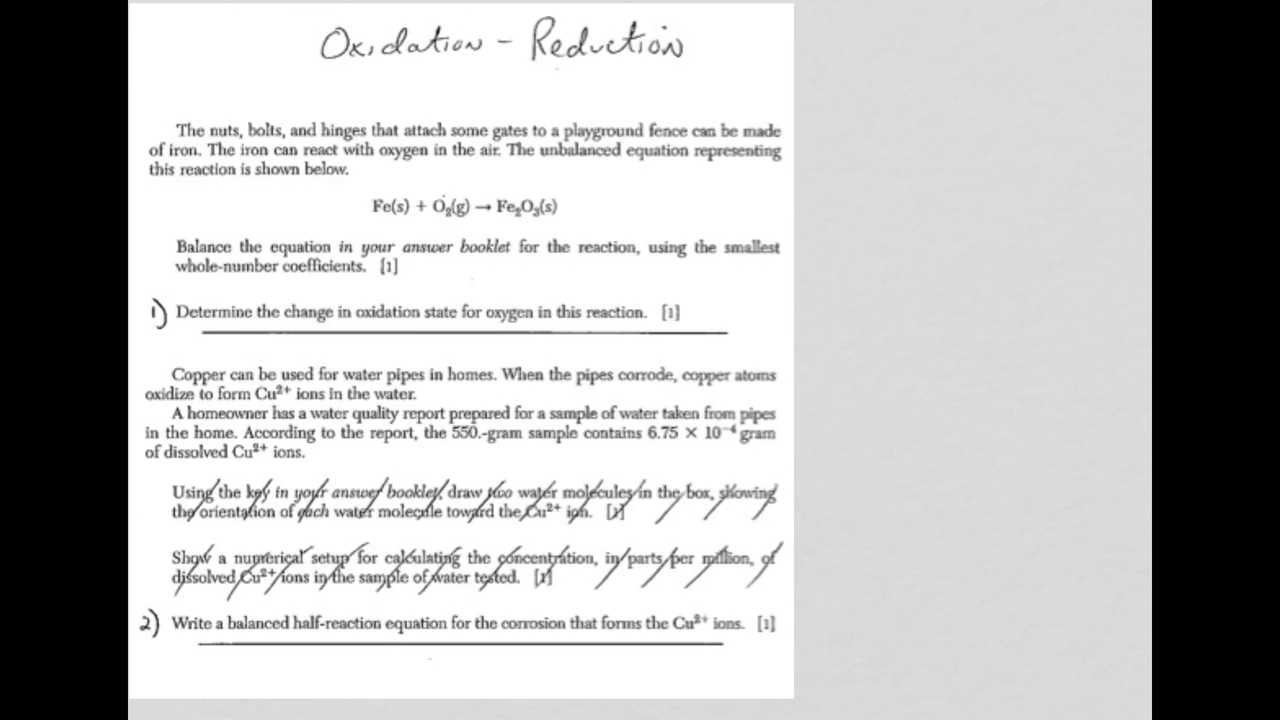 Oxidation - Reduction
The nuts, bolts, and hinges that attach some gates to a playground fence can be made
of iron. The iron can react with oxygen in the air. The unbalanced equation representing
this reaction is shown below.
Fe(s) + O₂(g) → Fe₂O₃(s)
Balance the equation in your answer booklet for the reaction, using the smallest
whole-number coefficients. [1]
1) Determine the change in oxidation state for oxygen in this reaction. [1]
Copper can be used for water pipes in homes. When the pipes corrode, copper atoms
oxidize to form Cu²⁺ ions in the water.
A homeowner has a water quality report prepared for a sample of water taken from pipes
in the home. According to the report, the 550.-gram sample contains 6.75 × 10⁻⁴ gram
of dissolved Cu²⁺ ions.
Using the key in your answer booklet, draw two water molecules in the box, showing
the orientation of each water molecule toward the Cu²⁺ ion. [1]
Show a numerical setup for calculating the concentration, in parts per million, of
dissolved Cu²⁺ ions in the sample of water tested. [1]
2) Write a balanced half-reaction equation for the corrosion that forms the Cu²⁺ ions. [1]